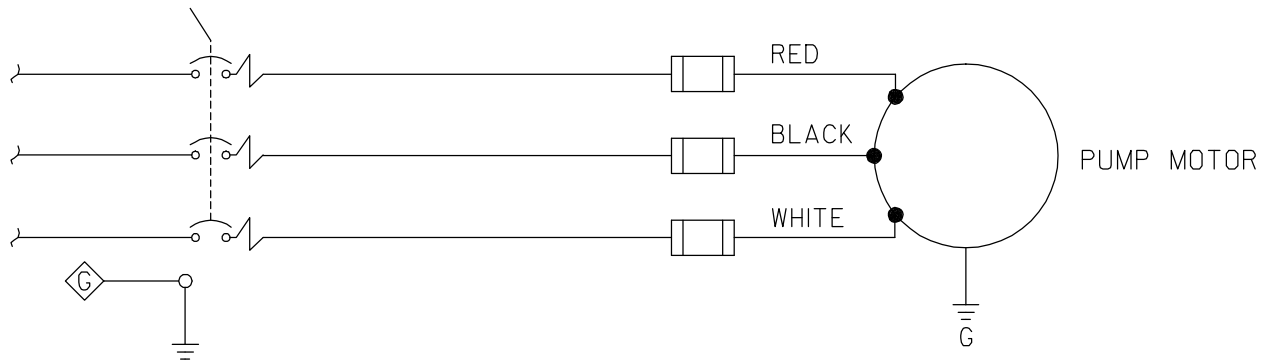 RED
BLACK
PUMP MOTOR
WHITE
G
G